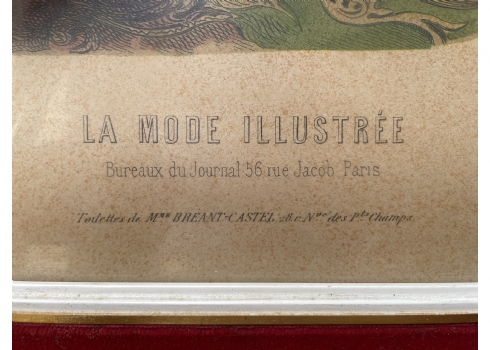 LA MODE ILLUSTRÉE
Bureaux du Journal 56 rue Jacob Paris
Toilettes de Mme BRÉANT-CASTEL, 28 r. Nve des Pts Champs.